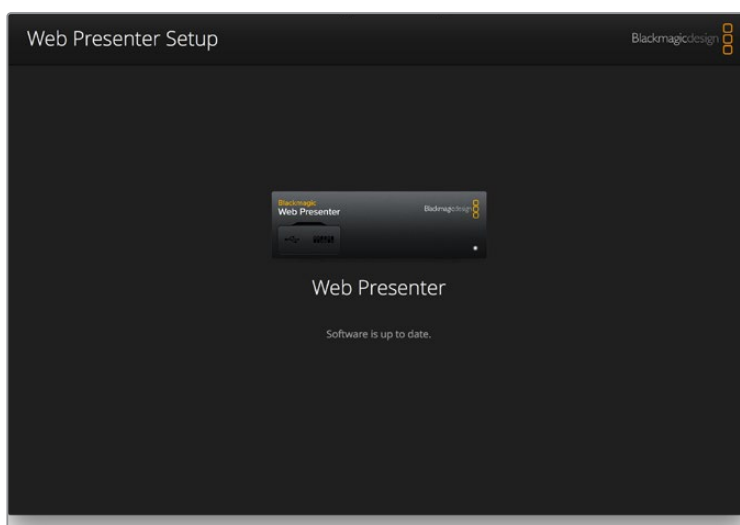 Web Presenter Setup
Blackmagicdesign
Blackmagic
Web Presenter
Blackmagicdesign
Web Presenter
Software is up to date.